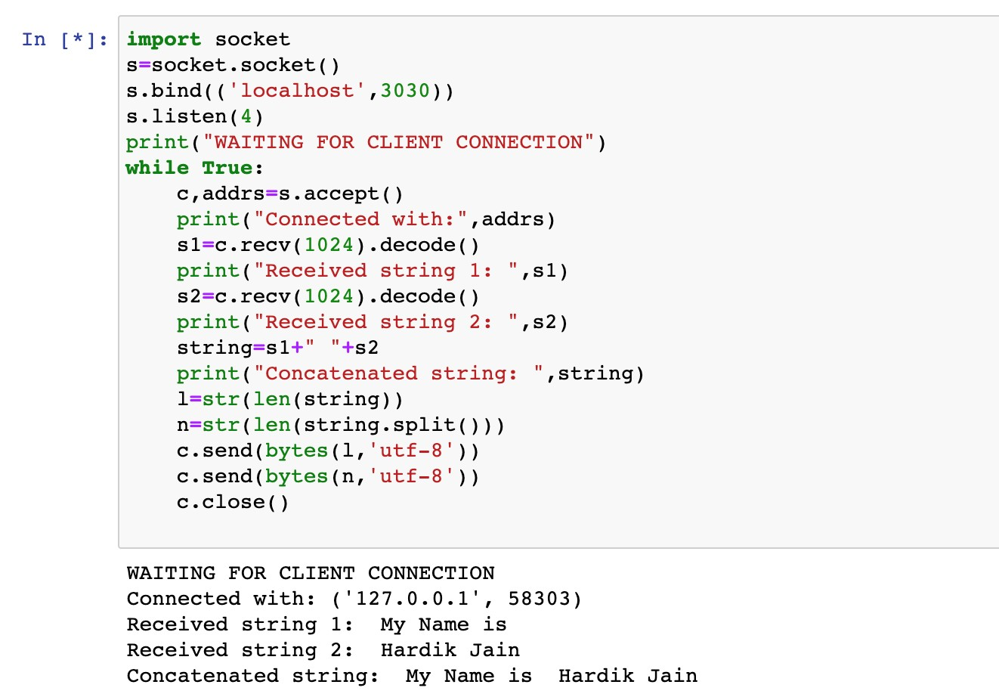 In [*]:
import socket
s=socket.socket()
s.bind(('localhost',3030))
s.listen(4)
print("WAITING FOR CLIENT CONNECTION")
while True:
    c,addrs=s.accept()
    print("Connected with:",addrs)
    s1=c.recv(1024).decode()
    print("Received string 1: ",s1)
    s2=c.recv(1024).decode()
    print("Received string 2: ",s2)
    string=s1+" "+s2
    print("Concatenated string: ",string)
    l=str(len(string))
    n=str(len(string.split()))
    c.send(bytes(l,'utf-8'))
    c.send(bytes(n,'utf-8'))
    c.close()
WAITING FOR CLIENT CONNECTION
Connected with: ('127.0.0.1', 58303)
Received string 1:  My Name is
Received string 2:  Hardik Jain
Concatenated string:  My Name is  Hardik Jain